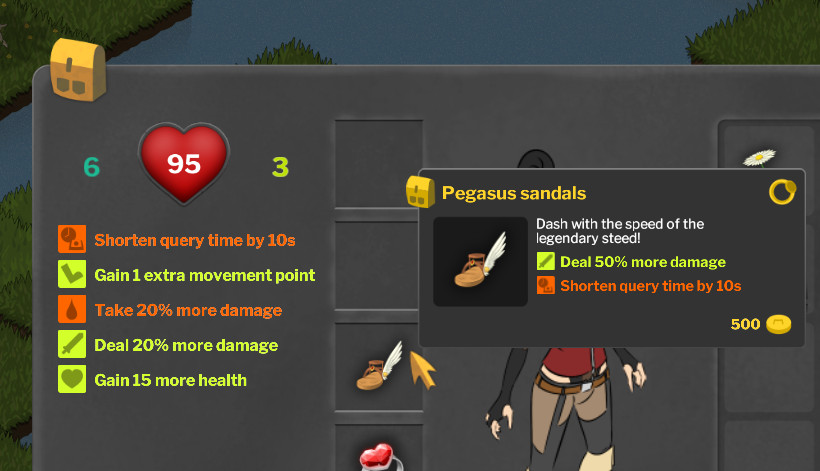 6
95
3
Shorten query time by 10s
Gain 1 extra movement point
Take 20% more damage
Deal 20% more damage
Gain 15 more health
Pegasus sandals
Dash with the speed of the
legendary steed!
Deal 50% more damage
Shorten query time by 10s
500